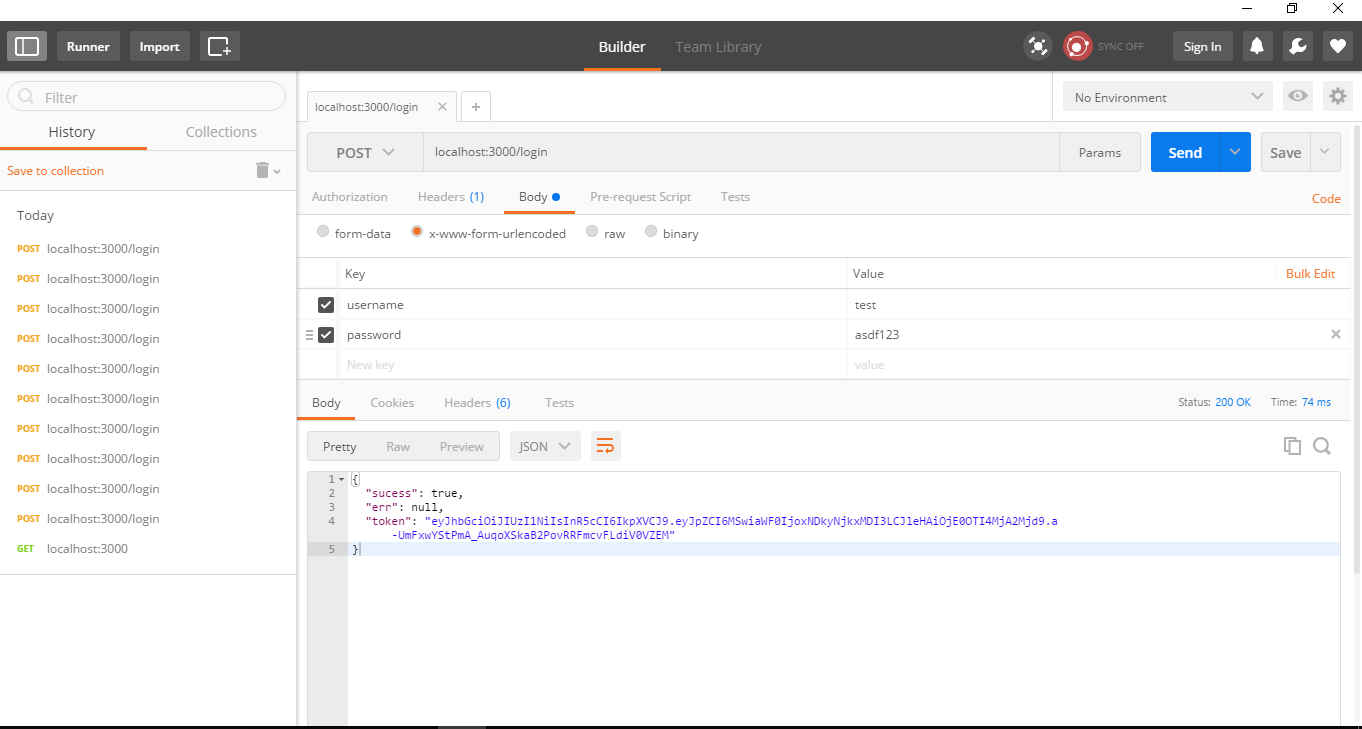 Runner Import Builder Team Library SYNC OFF Sign In
Filter
History Collections
Save to collection
Today
POST localhost:3000/login
POST localhost:3000/login
POST localhost:3000/login
POST localhost:3000/login
POST localhost:3000/login
POST localhost:3000/login
POST localhost:3000/login
POST localhost:3000/login
POST localhost:3000/login
POST localhost:3000/login
GET localhost:3000
localhost:3000/login
No Environment
POST localhost:3000/login Params Send Save
Authorization Headers (1) Body Pre-request Script Tests Code
form-data x-www-form-urlencoded raw binary
Key Value Bulk Edit
username test
password asdf123
New key value
Body Cookies Headers (6) Tests Status: 200 OK Time: 74 ms
Pretty Raw Preview JSON
1 {
2 "sucess": true,
3 "err": null,
4 "token": "eyJhbGciOiJIUzI1NiIsInR5cCI6IkpXVCJ9.eyJpZCI6MSwiaWF0IjoxNDkyNjkxMDI3LCJleHAiOjE0OTI4MjA2Mjd9.a
-UmFxwYStPmA_AuqoXSkaB2PovRRFmcvFLdiV0VZEM"
5 }